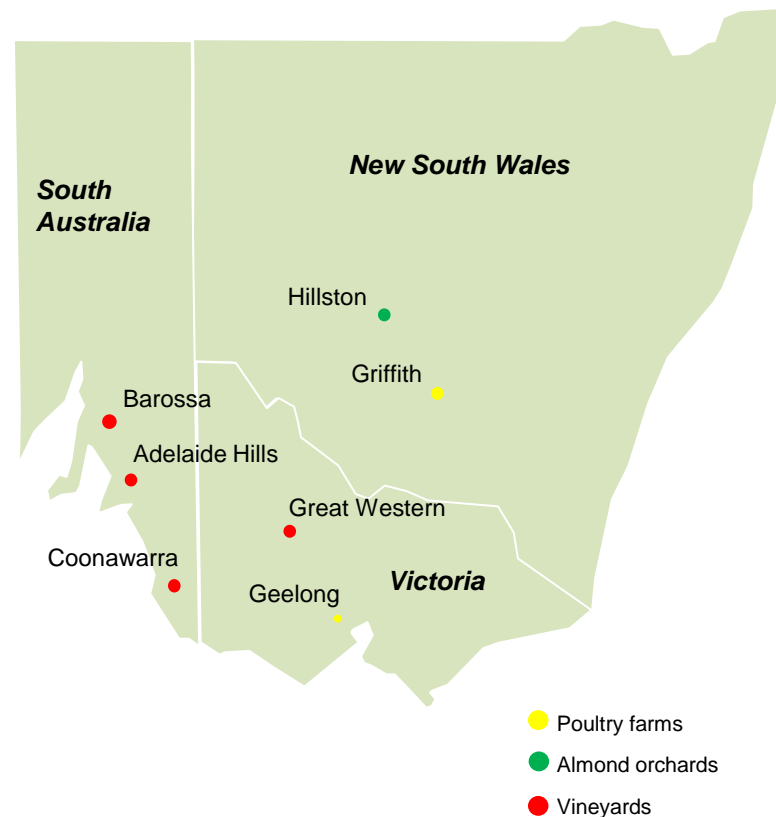 New South Wales
South
Australia
Hillston
Griffith
Barossa
Adelaide Hills
Great Western
Coonawarra
Victoria
Geelong
Poultry farms
Almond orchards
Vineyards